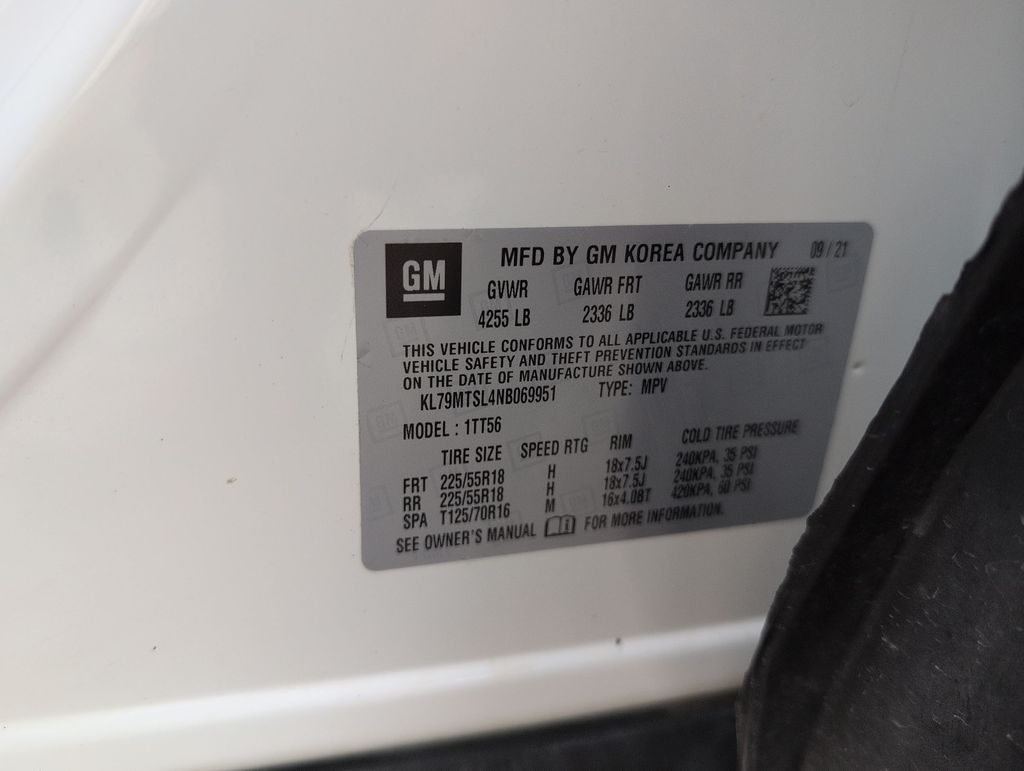 GM
MFD BY GM KOREA COMPANY 09 / 21
GVWR GAWR FRT GAWR RR
4255 LB 2336 LB 2336 LB
THIS VEHICLE CONFORMS TO ALL APPLICABLE U.S. FEDERAL MOTOR
VEHICLE SAFETY AND THEFT PREVENTION STANDARDS IN EFFECT
ON THE DATE OF MANUFACTURE SHOWN ABOVE.
KL79MTSL4NB069951 TYPE: MPV
MODEL : 1TT56
TIRE SIZE SPEED RTG RIM COLD TIRE PRESSURE
FRT 225/55R18 H 18x7.5J 240KPA, 35 PSI
RR 225/55R18 H 18x7.5J 240KPA, 35 PSI
SPA T125/70R16 M 16x4.0BT 420KPA, 60 PSI
SEE OWNER'S MANUAL FOR MORE INFORMATION.